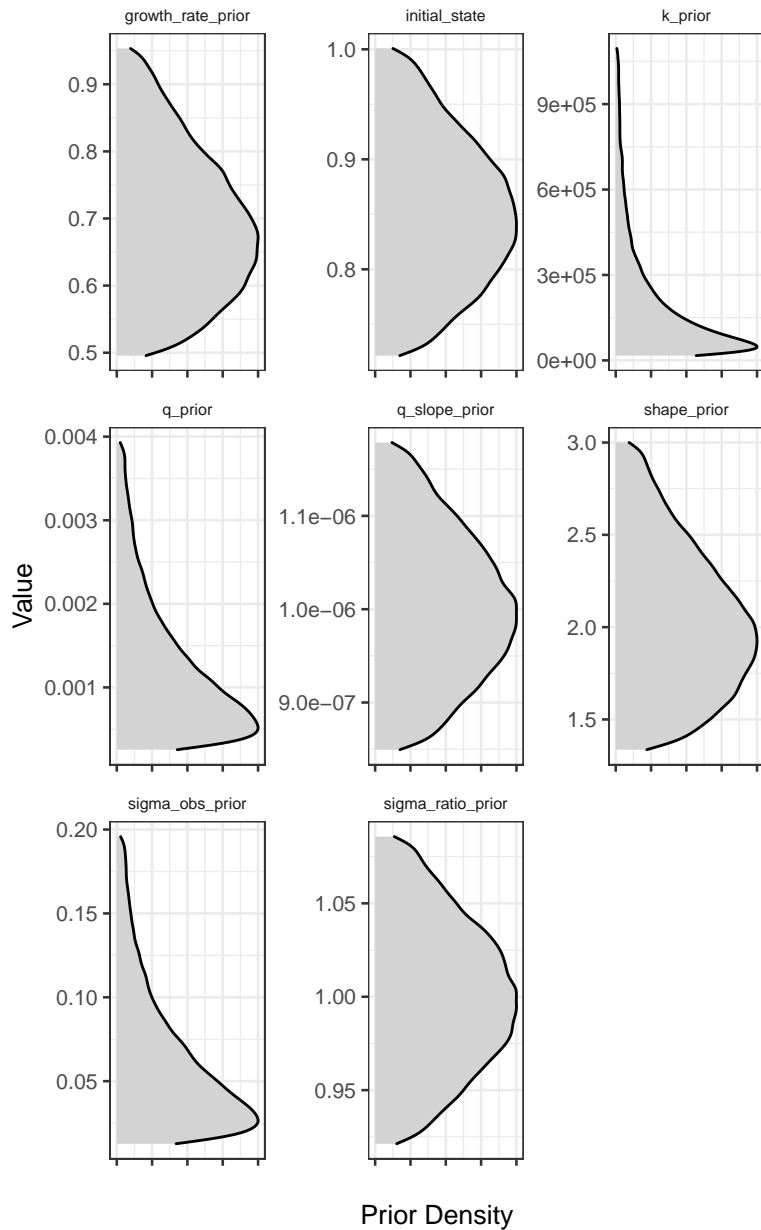 growth_rate_prior
initial_state
k_prior
0.9
0.8
0.7
0.6
0.5
1.0
0.9
0.8
9e+05
6e+05
3e+05
0e+00
q_prior
q_slope_prior
shape_prior
0.004
0.003
0.002
0.001
1.1e−06
1.0e−06
9.0e−07
3.0
2.5
2.0
1.5
Value
sigma_obs_prior
sigma_ratio_prior
0.20
0.15
0.10
0.05
1.05
1.00
0.95
Prior Density